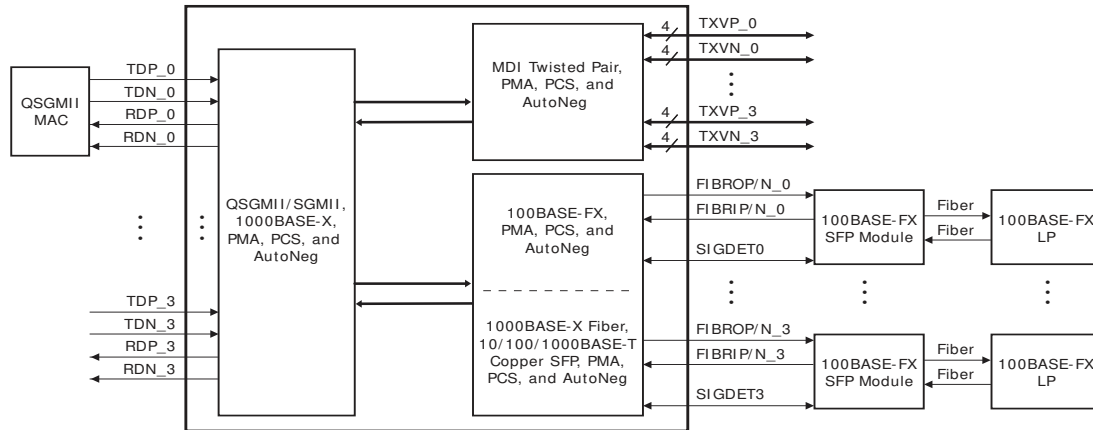 QSGMII
MAC
TDP_0
TDN_0
RDP_0
RDN_0
TDP_3
TDN_3
RDP_3
RDN_3
QSGMII/SGMII,
1000BASE-X,
PMA, PCS, and
AutoNeg
MDI Twisted Pair,
PMA, PCS, and
AutoNeg
4 TXVP_0
4 TXVN_0
4 TXVP_3
4 TXVN_3
100BASE-FX,
PMA, PCS, and
AutoNeg
1000BASE-X Fiber,
10/100/1000BASE-T
Copper SFP, PMA,
PCS, and AutoNeg
FIBROP/N_0
FIBRIP/N_0
SIGDET0
100BASE-FX
SFP Module
Fiber
Fiber
100BASE-FX
LP
FIBROP/N_3
FIBRIP/N_3
SIGDET3
100BASE-FX
SFP Module
Fiber
Fiber
100BASE-FX
LP